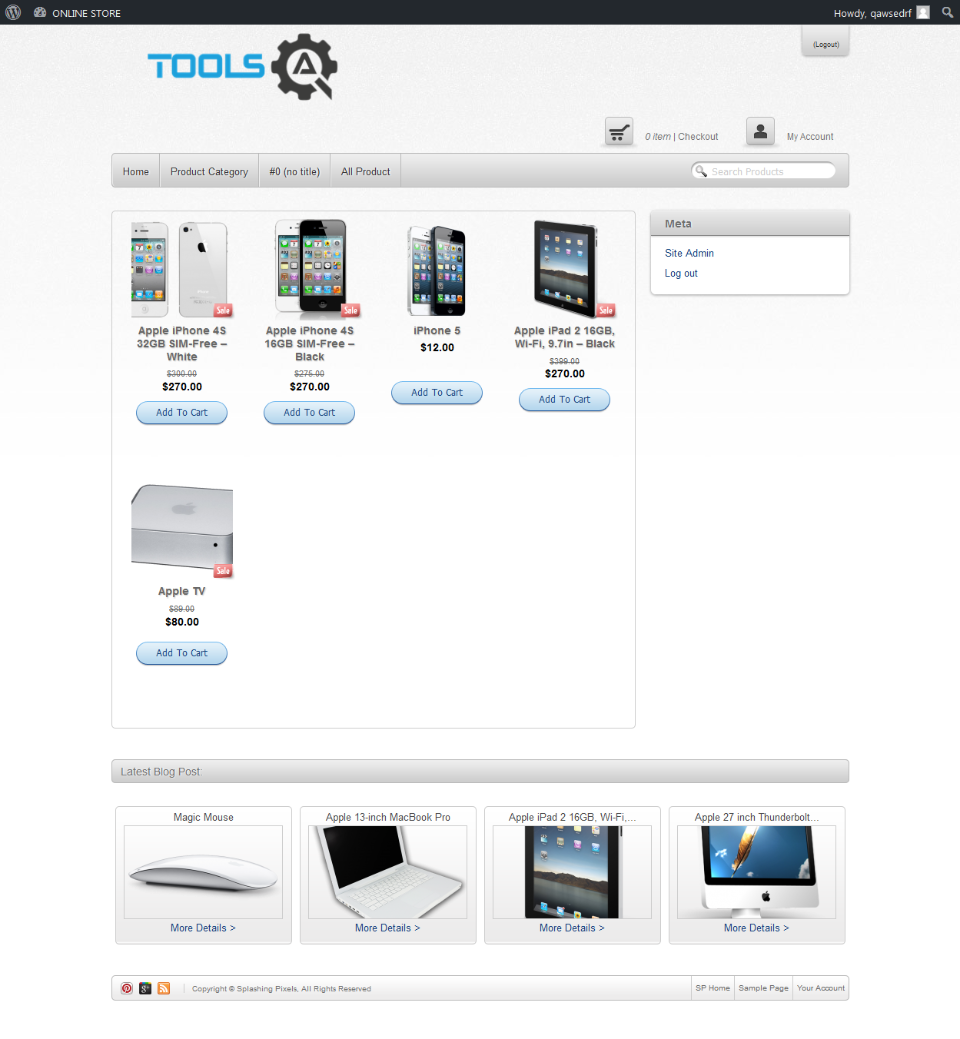 ONLINE STORE
Howdy, qawsedrf
(Logout)
TOOLS QA
0 item | Checkout
My Account
Home
Product Category
#0 (no title)
All Product
Search Products
Meta
Site Admin
Log out
Sale
Apple iPhone 4S
32GB SIM-Free –
White
$300.00
$270.00
Add To Cart
Sale
Apple iPhone 4S
16GB SIM-Free –
Black
$275.00
$270.00
Add To Cart
iPhone 5
$12.00
Add To Cart
Sale
Apple iPad 2 16GB,
Wi-Fi, 9.7in – Black
$399.00
$270.00
Add To Cart
Sale
Apple TV
$89.00
$80.00
Add To Cart
Latest Blog Post:
Magic Mouse
More Details >
Apple 13-inch MacBook Pro
More Details >
Apple iPad 2 16GB, Wi-Fi,...
More Details >
Apple 27 inch Thunderbolt...
More Details >
Copyright © Splashing Pixels, All Rights Reserved
SP Home
Sample Page
Your Account